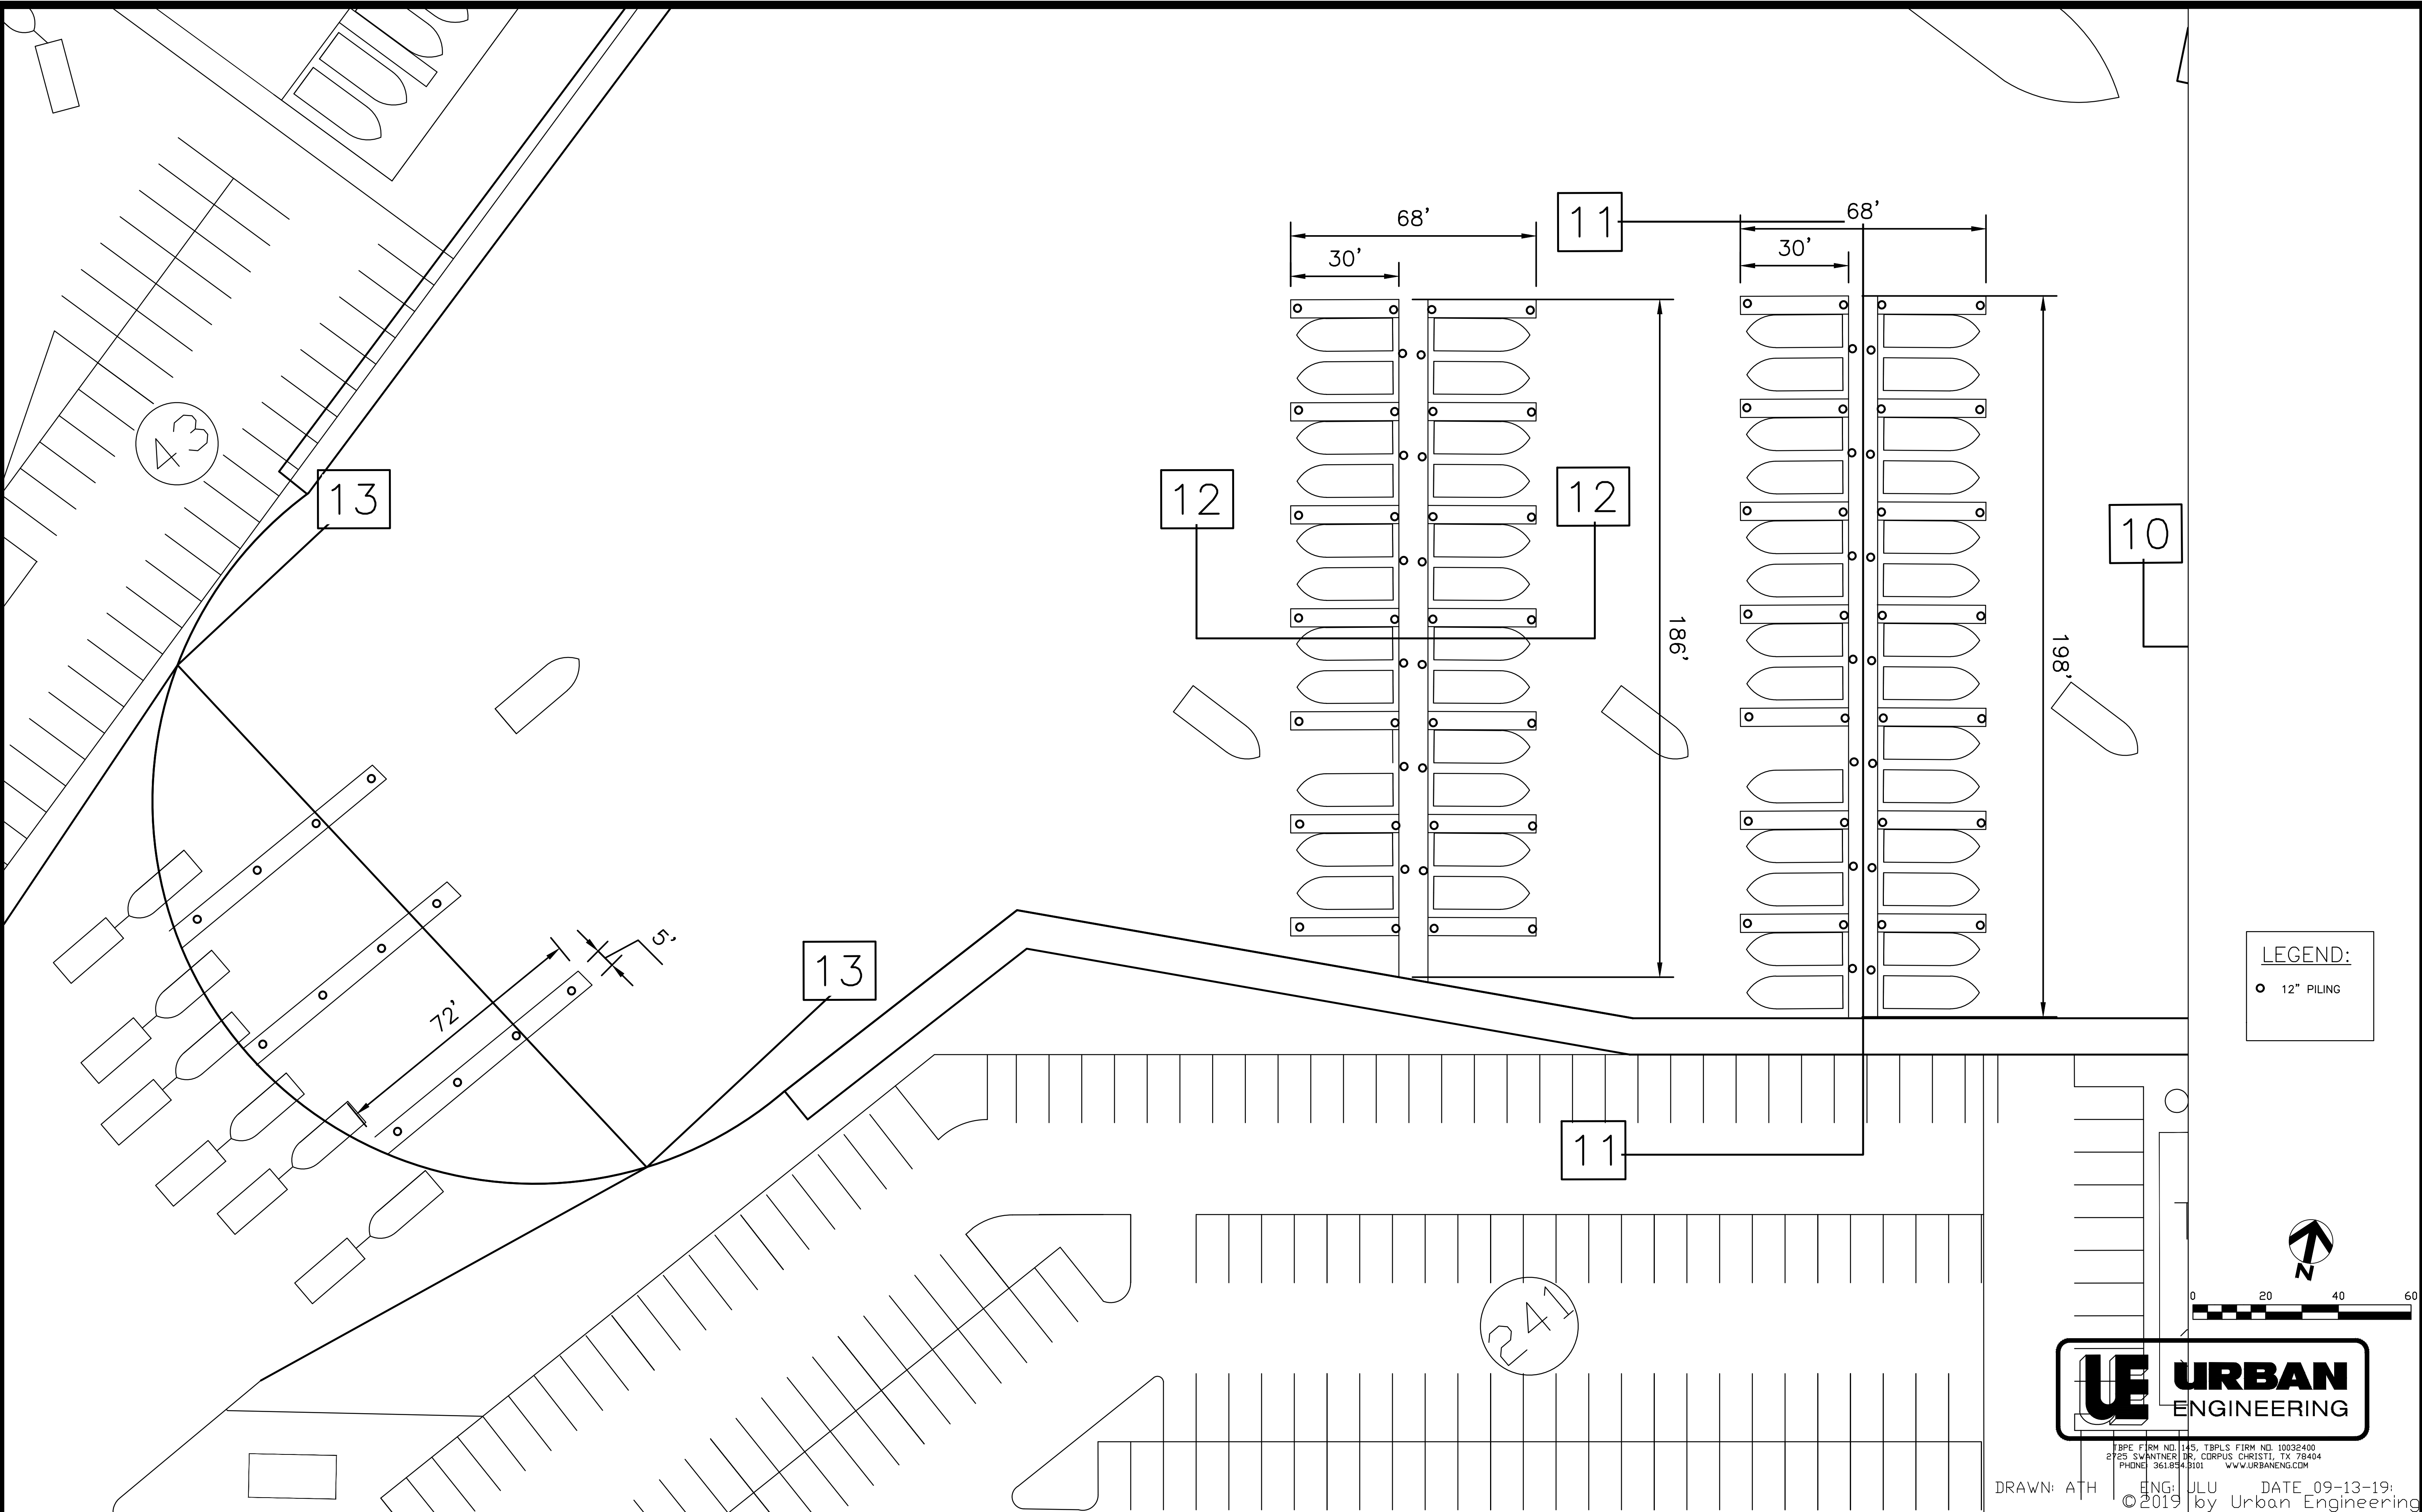 68'
30'
11
68'
30'
43
13
12
12
10
186'
198'
13
5'
72'
11
241
LEGEND:
12" PILING
N
0 20 40 60
UE URBAN
ENGINEERING
TBPE FIRM NO. 145, TBPLS FIRM NO. 10032400
2725 SWANTNER DR, CORPUS CHRISTI, TX 78404
PHONE: 361.854.3101 WWW.URBANENG.COM
DRAWN: ATH ENG: JLU DATE 09-13-19:
©2019 by Urban Engineering